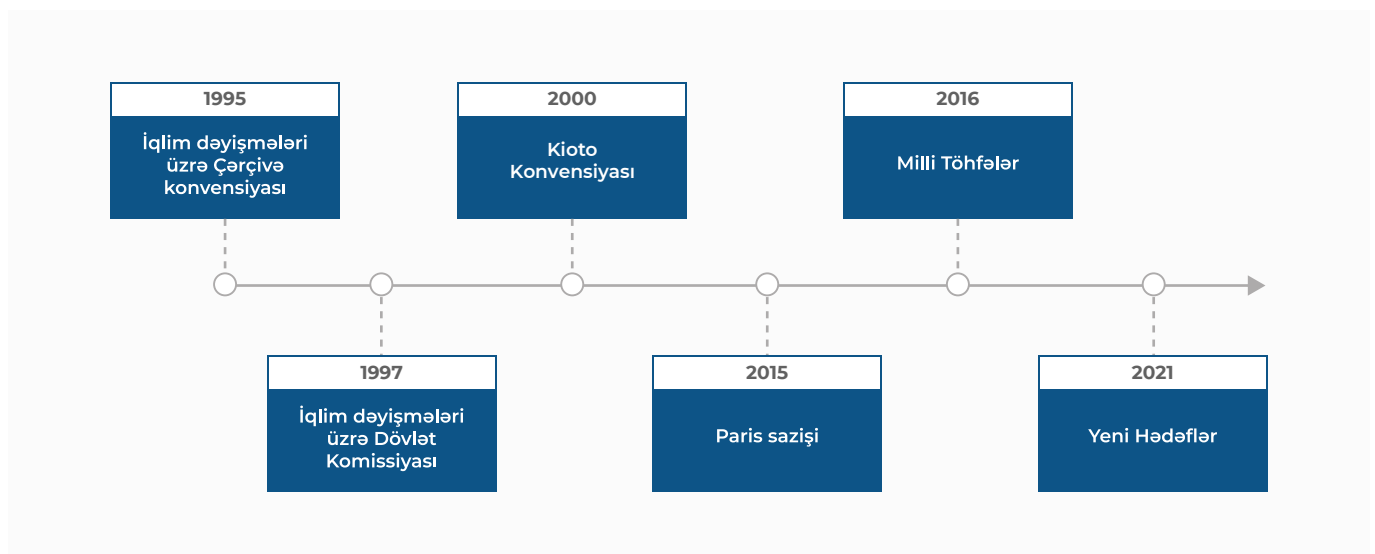 1995
İqlim dəyişmələri
üzrə Çərçivə
konvensiyası
1997
İqlim dəyişmələri
üzrə Dövlət
Komissiyası
2000
Kioto
Konvensiyası
2015
Paris sazişi
2016
Milli Töhfələr
2021
Yeni Hədəflər